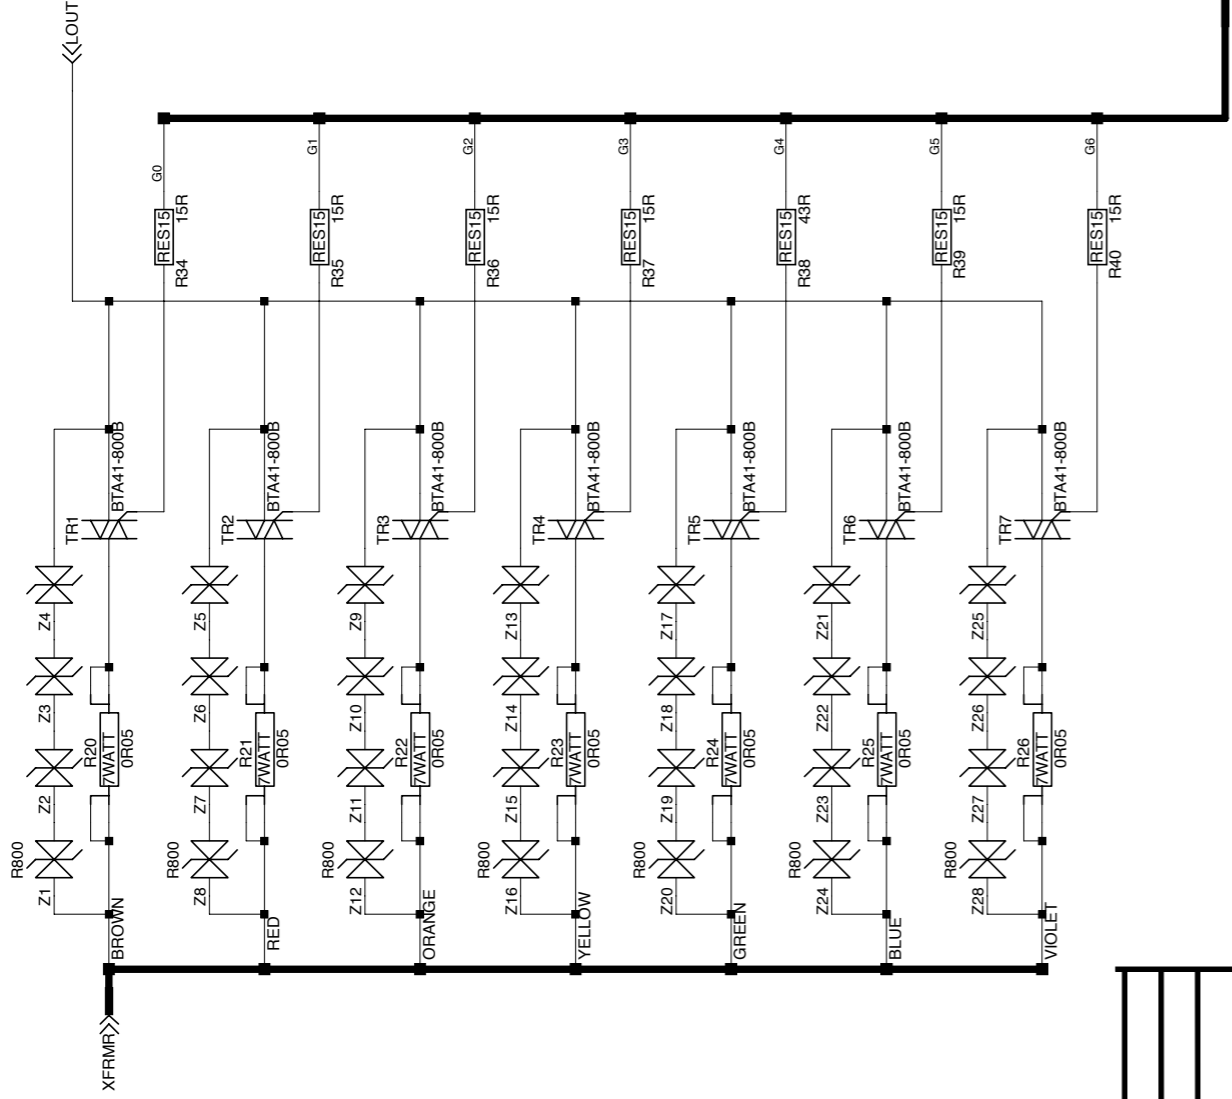 LOUT
G0
G1
G2
G3
G4
G5
G6
RES15
15R
R34
RES15
15R
R35
RES15
15R
R36
RES15
15R
R37
RES15
43R
R38
RES15
15R
R39
RES15
15R
R40
TR1
BTA41-800B
TR2
BTA41-800B
TR3
BTA41-800B
TR4
BTA41-800B
TR5
BTA41-800B
TR6
BTA41-800B
TR7
BTA41-800B
Z4
Z5
Z9
Z13
Z17
Z21
Z25
Z3
Z6
Z10
Z14
Z18
Z22
Z26
R20
7WATT
0R05
R21
7WATT
0R05
R22
7WATT
0R05
R23
7WATT
0R05
R24
7WATT
0R05
R25
7WATT
0R05
R26
7WATT
0R05
Z2
Z7
Z11
Z15
Z19
Z23
Z27
R800
R800
R800
R800
R800
R800
R800
Z1
Z8
Z12
Z16
Z20
Z24
Z28
BROWN
RED
ORANGE
YELLOW
GREEN
BLUE
VIOLET
XFRMR